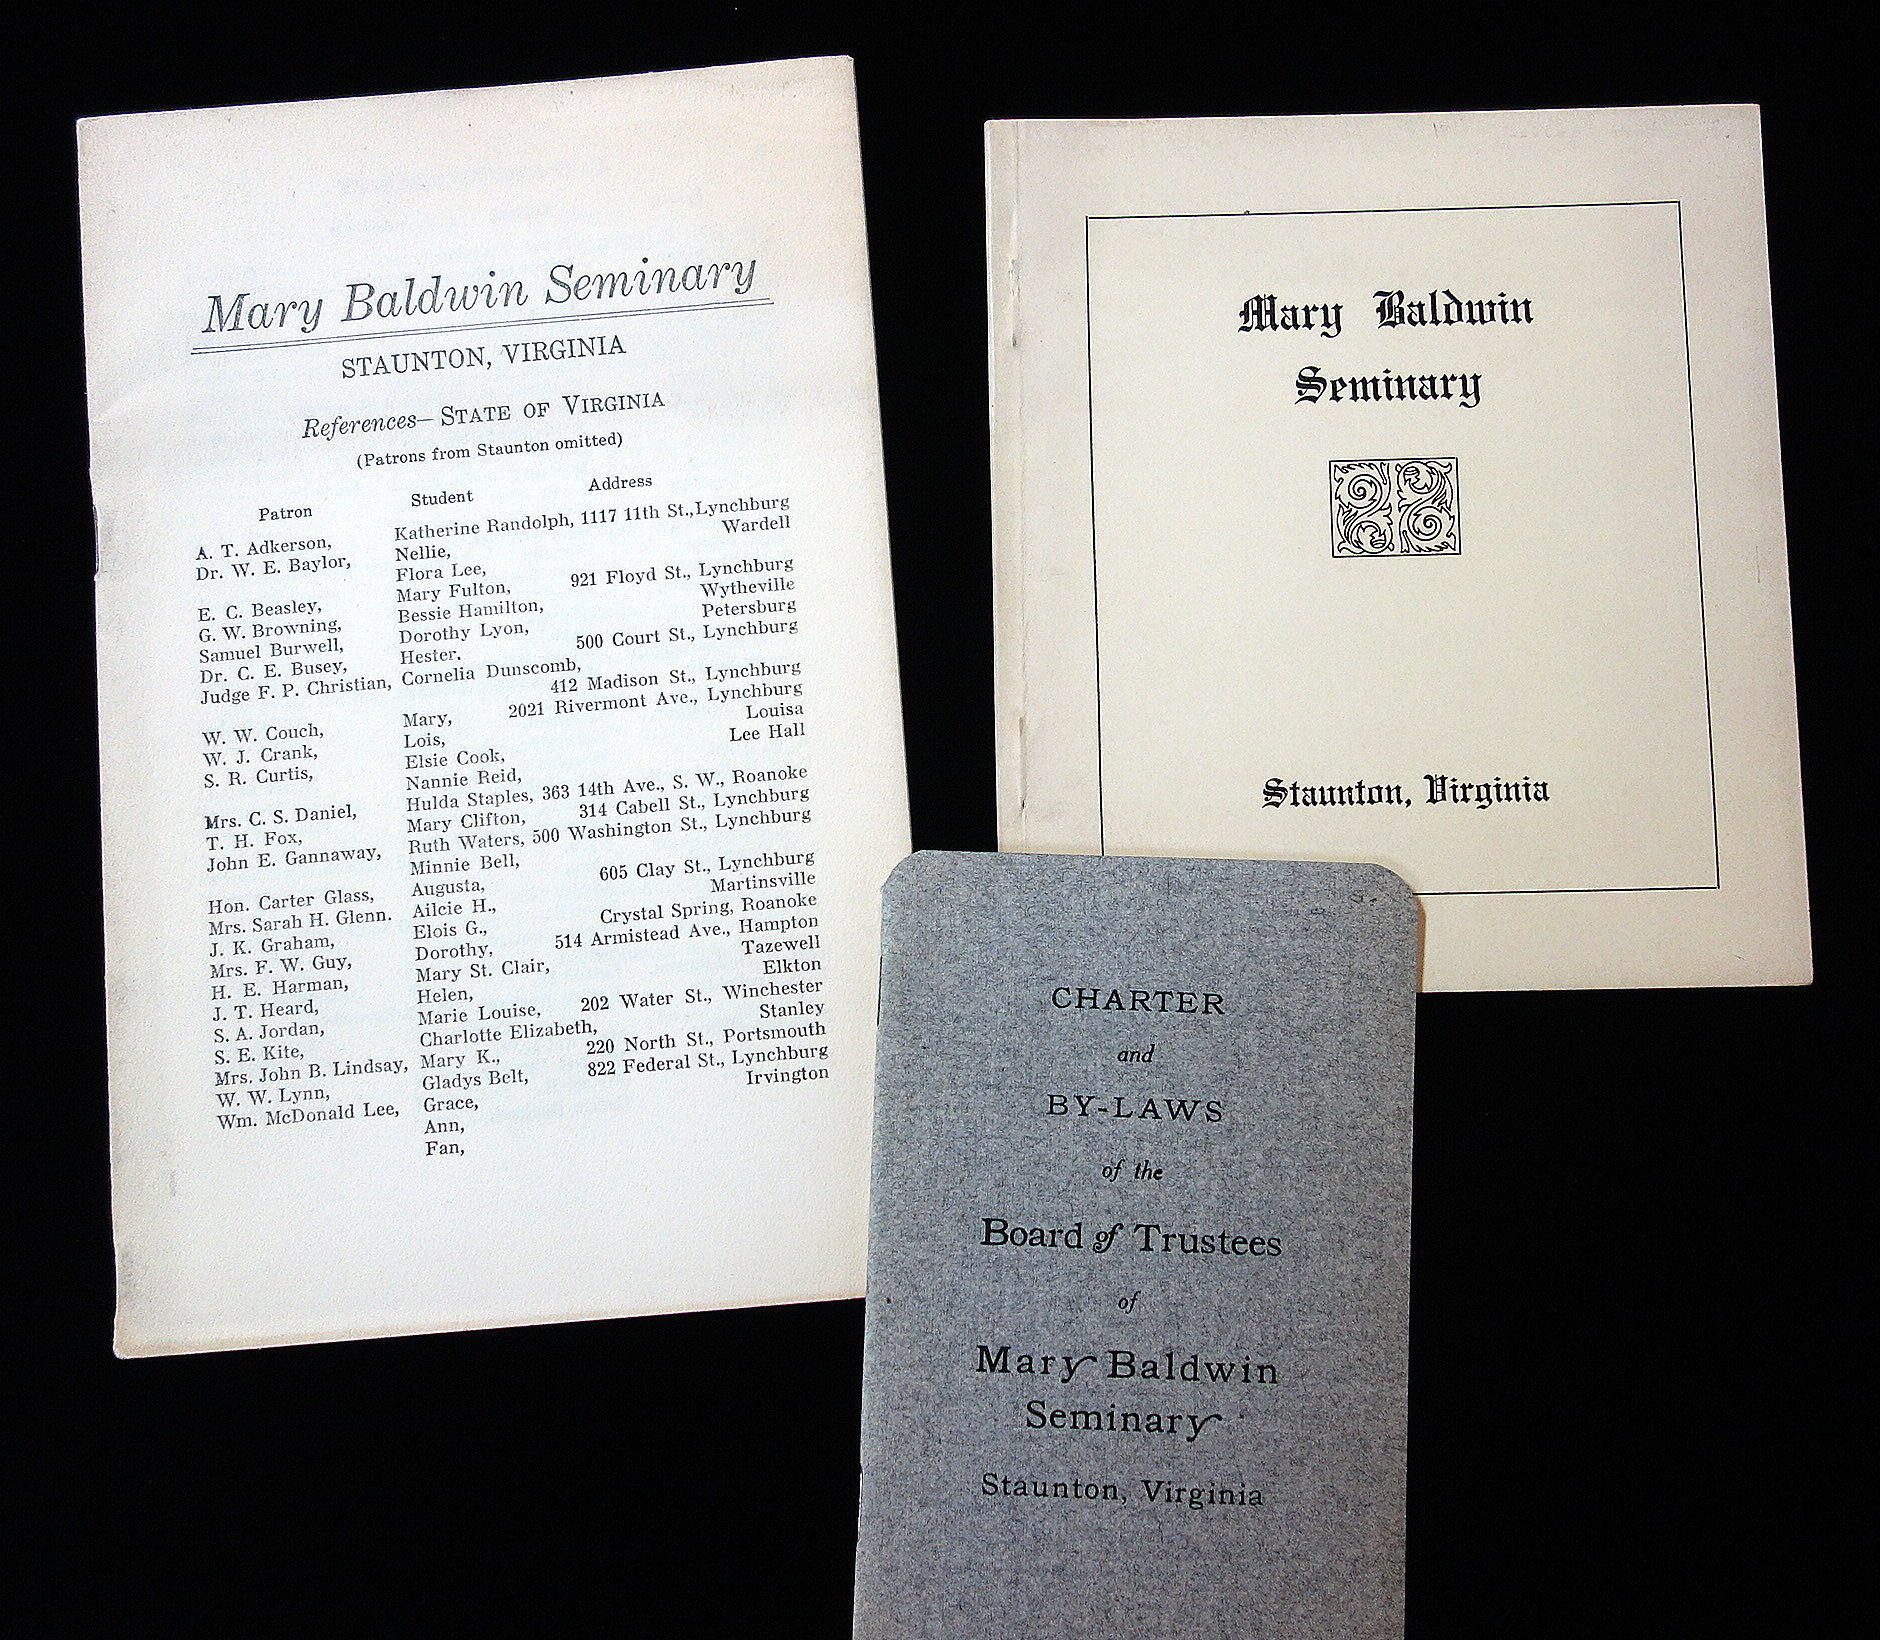 Mary Baldwin Seminary
STAUNTON, VIRGINIA
References— STATE OF VIRGINIA
(Patrons from Staunton omitted)
Patron Student Address
A. T. Adkerson, Katherine Randolph, 1117 11th St., Lynchburg
Dr. W. E. Baylor, Nellie, Wardell
Flora Lee,
E. C. Beasley, Mary Fulton, 921 Floyd St., Lynchburg
G. W. Browning, Bessie Hamilton, Wytheville
Samuel Burwell, Dorothy Lyon, Petersburg
Dr. C. E. Busey, Hester. 500 Court St., Lynchburg
Judge F. P. Christian, Cornelia Dunscomb,
412 Madison St., Lynchburg
W. W. Couch, Mary, 2021 Rivermont Ave., Lynchburg
W. J. Crank, Lois, Louisa
S. R. Curtis, Elsie Cook, Lee Hall
Nannie Reid,
Mrs. C. S. Daniel, Hulda Staples, 363 14th Ave., S. W., Roanoke
T. H. Fox, Mary Clifton, 314 Cabell St., Lynchburg
John E. Gannaway, Ruth Waters, 500 Washington St., Lynchburg
Minnie Bell,
Hon. Carter Glass, Augusta, 605 Clay St., Lynchburg
Mrs. Sarah H. Glenn. Ailcie H., Martinsville
J. K. Graham, Elois G., Crystal Spring, Roanoke
Mrs. F. W. Guy, Dorothy, 514 Armistead Ave., Hampton
H. E. Harman, Mary St. Clair, Tazewell
J. T. Heard, Helen, Elkton
S. A. Jordan, Marie Louise, 202 Water St., Winchester
S. E. Kite, Charlotte Elizabeth, Stanley
Mrs. John B. Lindsay, Mary K., 220 North St., Portsmouth
W. W. Lynn, Gladys Belt, 822 Federal St., Lynchburg
Wm. McDonald Lee, Grace, Irvington
Ann,
Fan,
Mary Baldwin
Seminary
Staunton, Virginia
CHARTER
and
BY-LAWS
of the
Board of Trustees
of
Mary Baldwin
Seminary
Staunton, Virginia